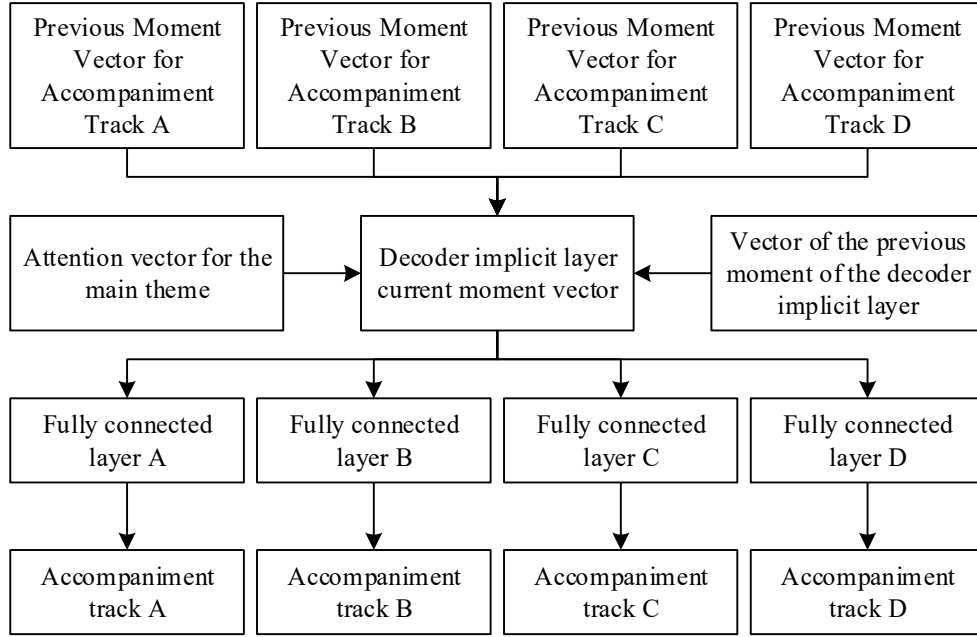 Previous Moment
Vector for
Accompaniment
Track A
Previous Moment
Vector for
Accompaniment
Track B
Previous Moment
Vector for
Accompaniment
Track C
Previous Moment
Vector for
Accompaniment
Track D
Attention vector for the
main theme
Decoder implicit layer
current moment vector
Vector of the previous
moment of the decoder
implicit layer
Fully connected
layer A
Fully connected
layer B
Fully connected
layer C
Fully connected
layer D
Accompaniment
track A
Accompaniment
track B
Accompaniment
track C
Accompaniment
track D